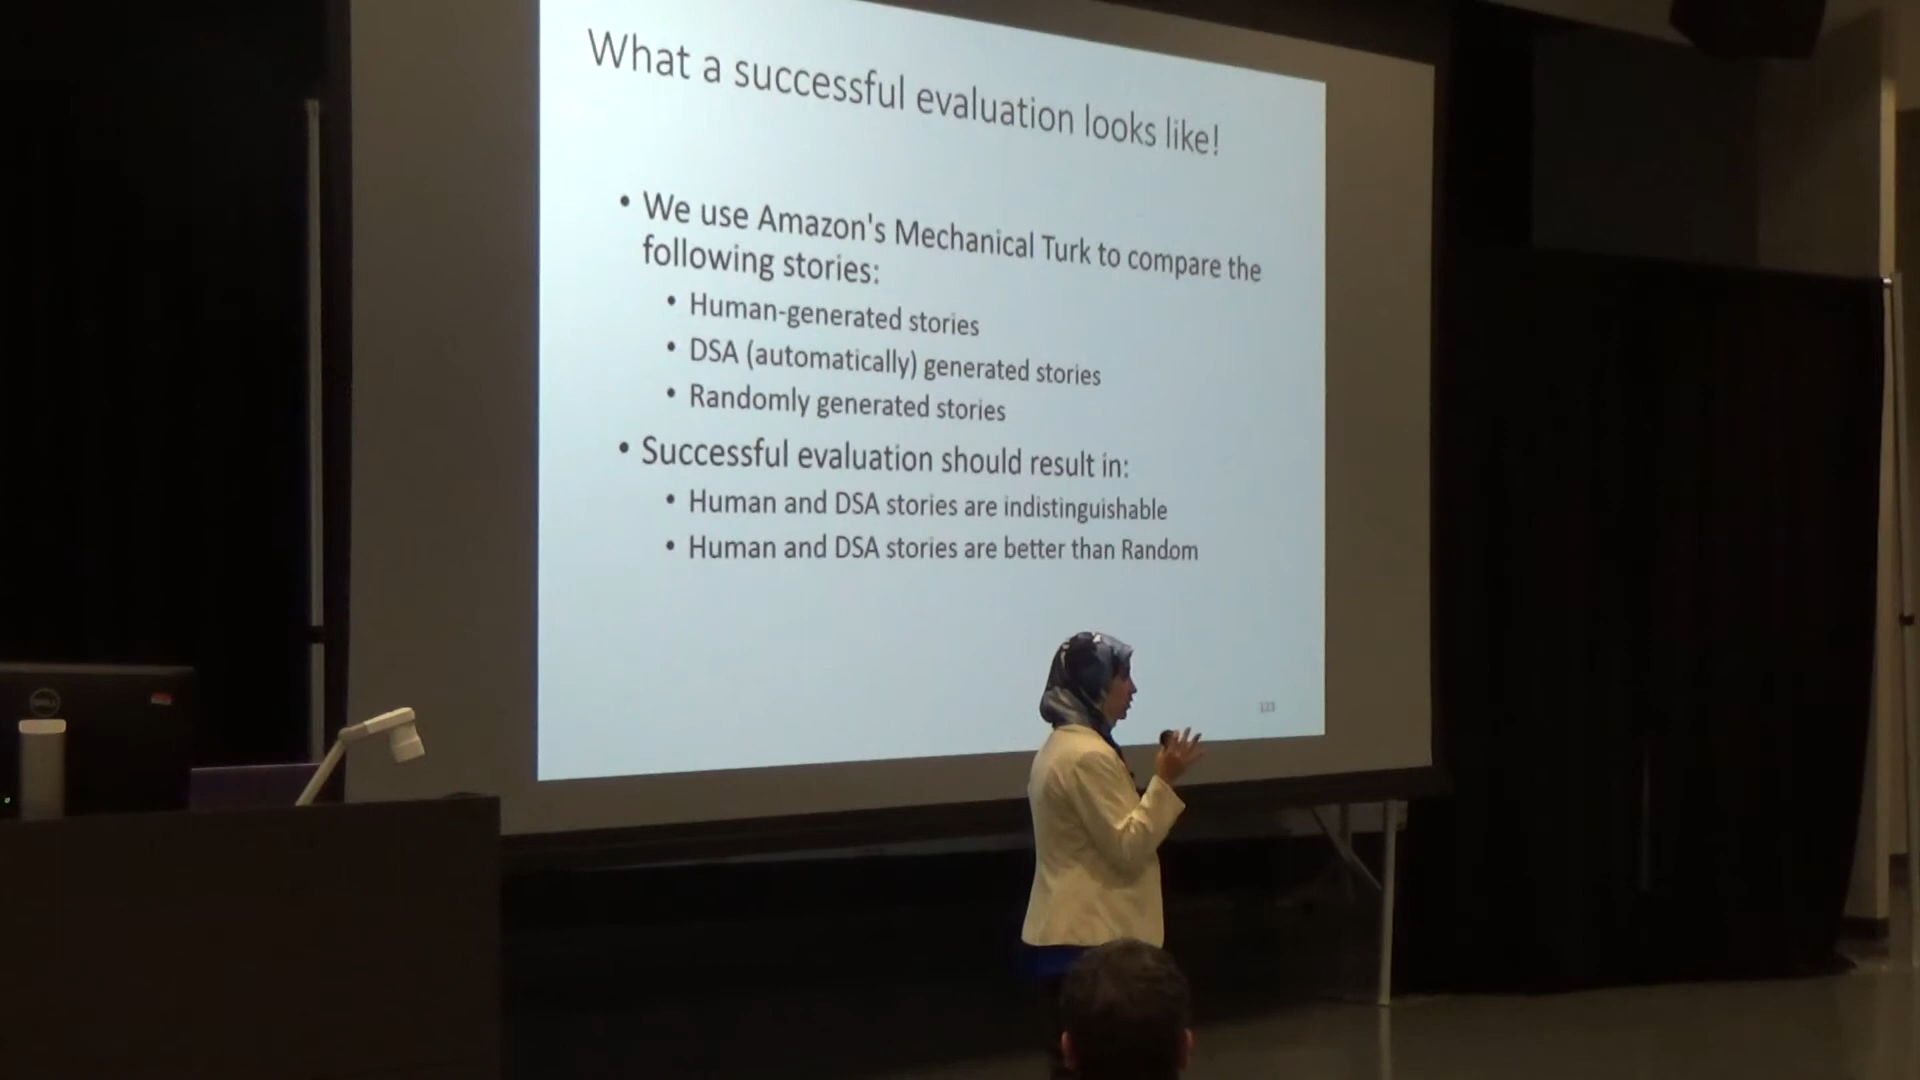 What a successful evaluation looks like!
• We use Amazon's Mechanical Turk to compare the
following stories:
• Human-generated stories
• DSA (automatically) generated stories
• Randomly generated stories
• Successful evaluation should result in:
• Human and DSA stories are indistinguishable
• Human and DSA stories are better than Random
DELL